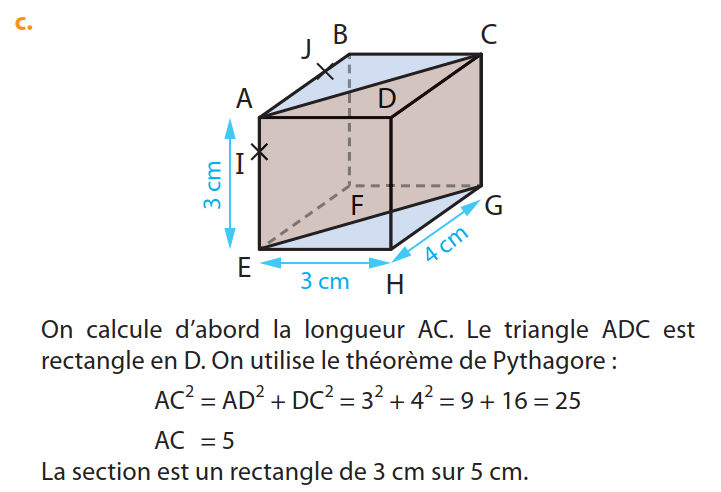 c.
B
C
J
A
D
I
3 cm
F
G
E
4 cm
3 cm
H
On calcule d'abord la longueur AC. Le triangle ADC est
rectangle en D. On utilise le théorème de Pythagore :
AC² = AD² + DC² = 3² + 4² = 9 + 16 = 25
AC = 5
La section est un rectangle de 3 cm sur 5 cm.